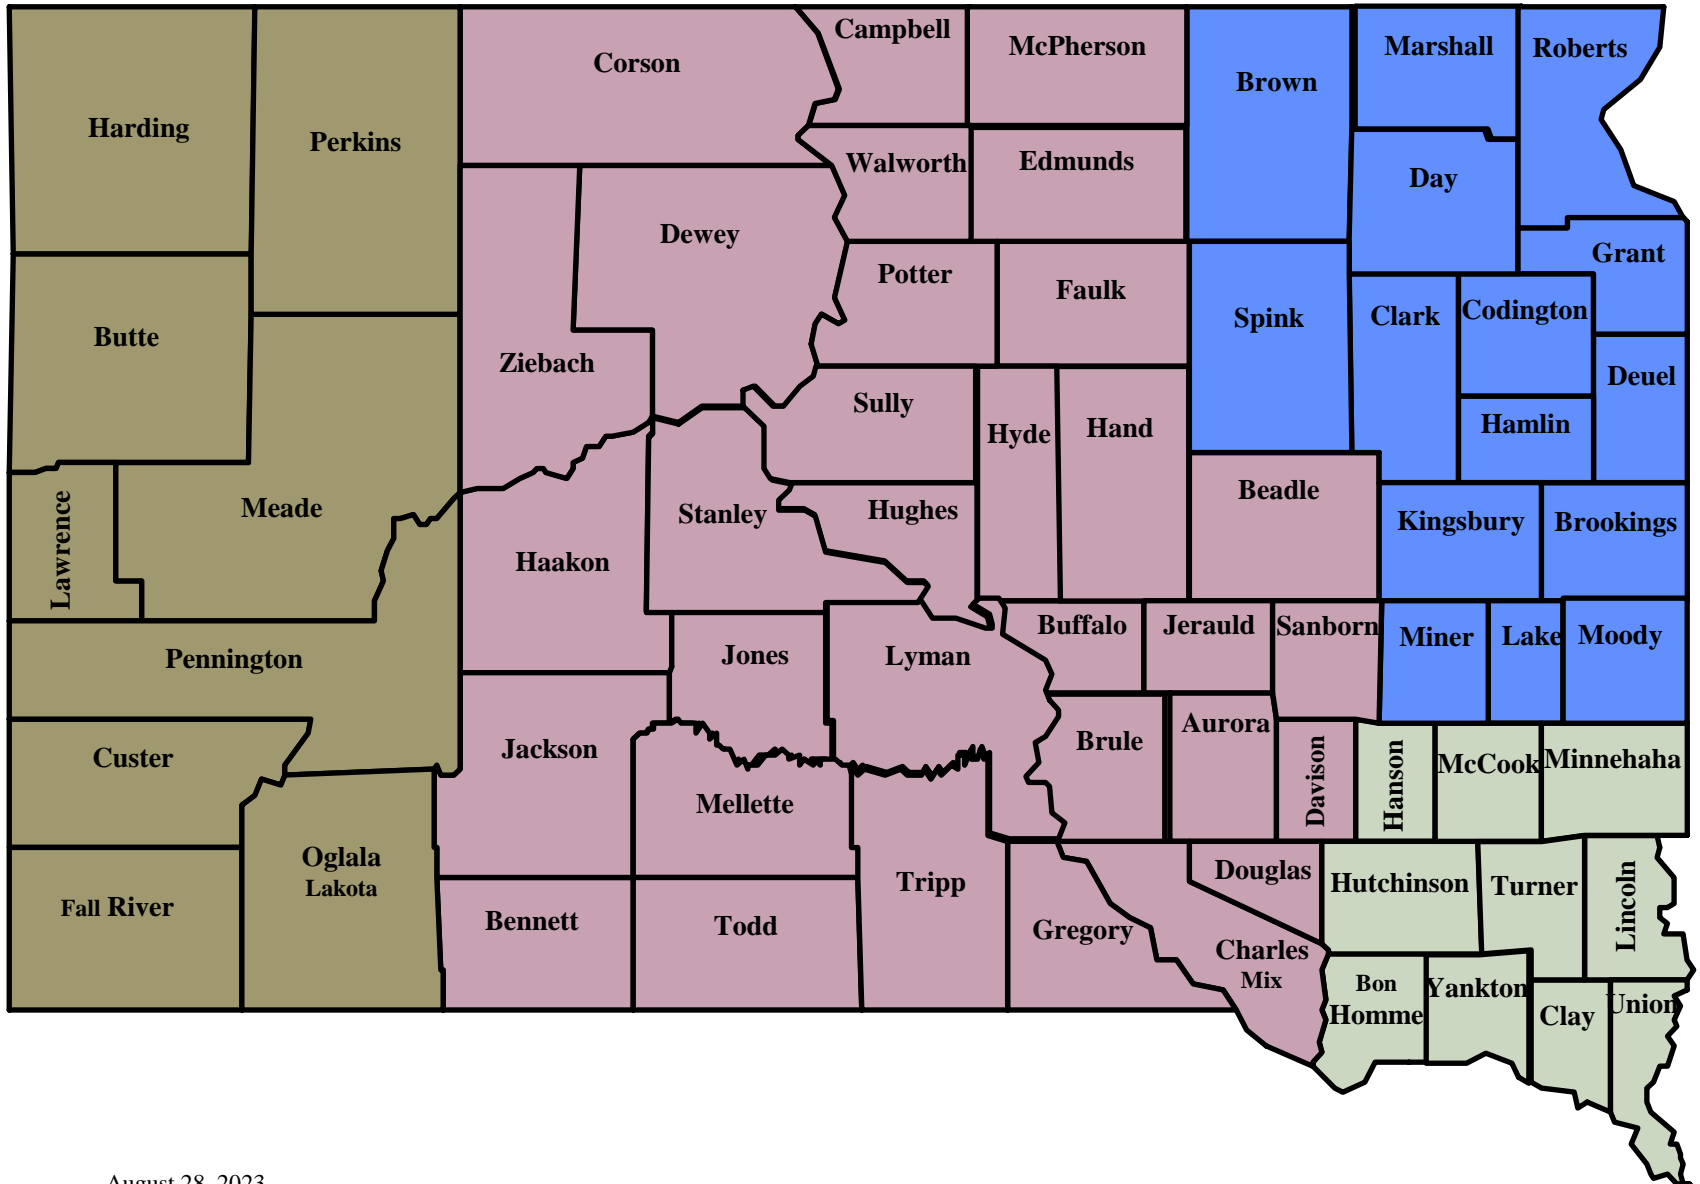 Campbell
McPherson
Marshall
Roberts
Corson
Brown
Harding
Perkins
Walworth
Edmunds
Day
Dewey
Grant
Potter
Faulk
Spink
Clark
Codington
Butte
Ziebach
Deuel
Sully
Hyde
Hand
Hamlin
Beadle
Lawrence
Meade
Stanley
Hughes
Kingsbury
Brookings
Haakon
Buffalo
Jerauld
Sanborn
Miner
Lake
Moody
Pennington
Jones
Lyman
Aurora
Custer
Jackson
Brule
Davison
Hanson
McCook
Minnehaha
Mellette
Oglala
Lakota
Tripp
Douglas
Hutchinson
Turner
Lincoln
Fall River
Bennett
Todd
Gregory
Charles
Mix
Bon
Homme
Yankton
Clay
Union
August 28, 2023